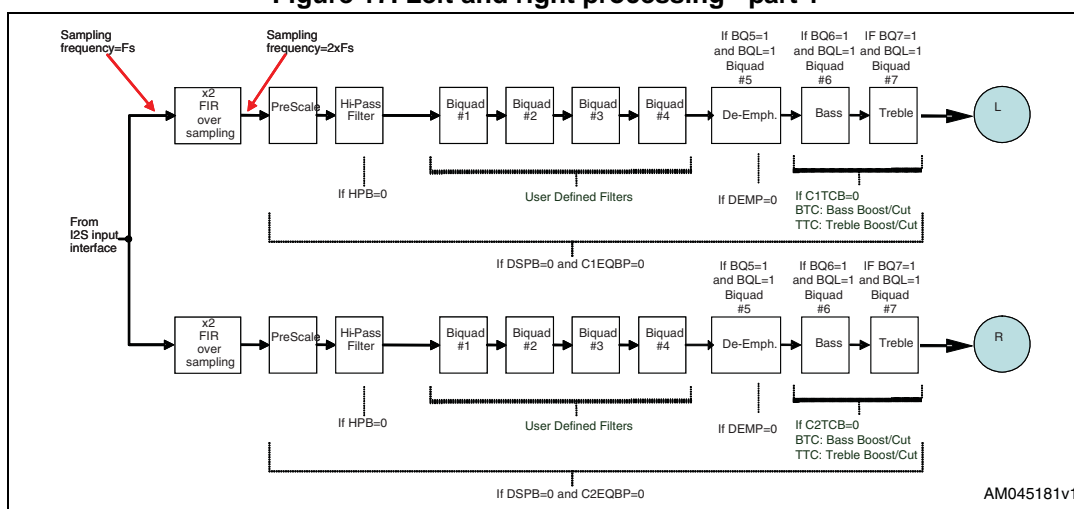 Figure 17. Left and right processing - part 1
Sampling
frequency=Fs
Sampling
frequency=2xFs
If BQ5=1
and BQL=1
Biquad
#5
If BQ6=1
and BQL=1
Biquad
#6
IF BQ7=1
and BQL=1
Biquad
#7
x2
FIR
over
sampling
PreScale
Hi-Pass
Filter
Biquad
#1
Biquad
#2
Biquad
#3
Biquad
#4
De-Emph.
Bass
Treble
L
If HPB=0
User Defined Filters
If DEMP=0
If C1TCB=0
BTC: Bass Boost/Cut
TTC: Treble Boost/Cut
From
I2S input
interface
If DSPB=0 and C1EQBP=0
If BQ5=1
and BQL=1
Biquad
#5
If BQ6=1
and BQL=1
Biquad
#6
IF BQ7=1
and BQL=1
Biquad
#7
x2
FIR
over
sampling
PreScale
Hi-Pass
Filter
Biquad
#1
Biquad
#2
Biquad
#3
Biquad
#4
De-Emph.
Bass
Treble
R
If HPB=0
User Defined Filters
If DEMP=0
If C2TCB=0
BTC: Bass Boost/Cut
TTC: Treble Boost/Cut
If DSPB=0 and C2EQBP=0
AM045181v1